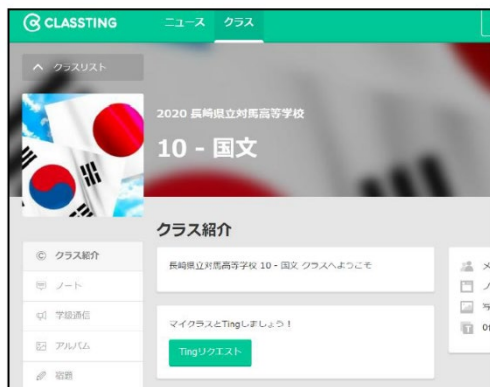 CLASSTING
ニュース
クラス
クラスリスト
2020 長崎県立対馬高等学校
10 - 国文
クラス紹介
クラス紹介
ノート
学級通信
アルバム
宿題
長崎県立対馬高等学校 10 - 国文 クラスへようこそ
マイクラスとTingしましょう！
Tingリクエスト